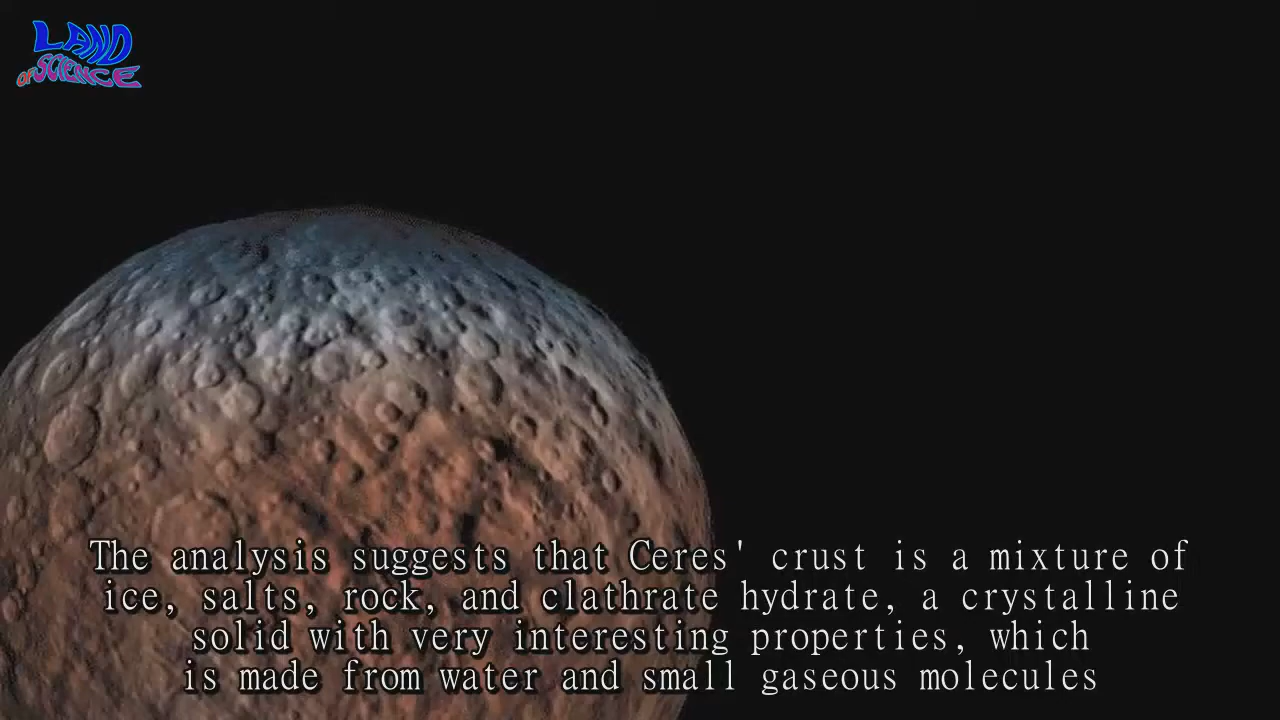 LAND
OF SCIENCE
The analysis suggests that Ceres' crust is a mixture of
ice, salts, rock, and clathrate hydrate, a crystalline
solid with very interesting properties, which
is made from water and small gaseous molecules